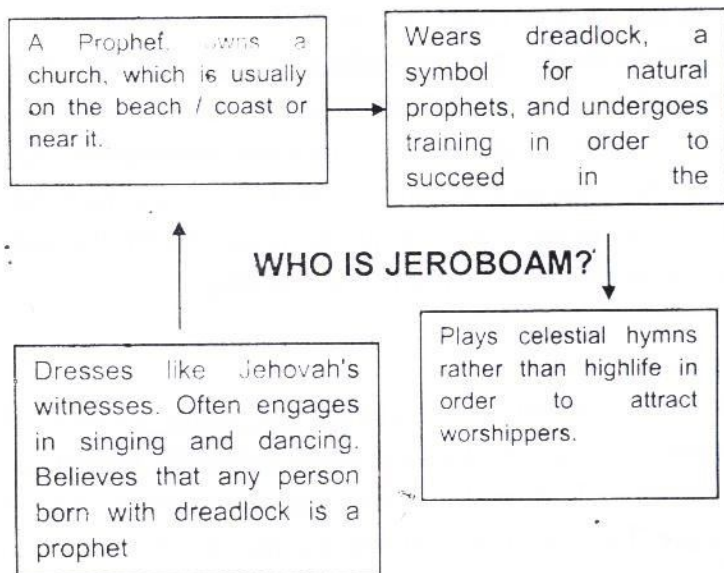 A Prophet, owns a
church, which is usually
on the beach / coast or
near it.
Wears dreadlock, a
symbol for natural
prophets, and undergoes
training in order to
succeed in the
WHO IS JEROBOAM?
Dresses like Jehovah's
witnesses. Often engages
in singing and dancing.
Believes that any person
born with dreadlock is a
prophet
Plays celestial hymns
rather than highlife in
order to attract
worshippers.